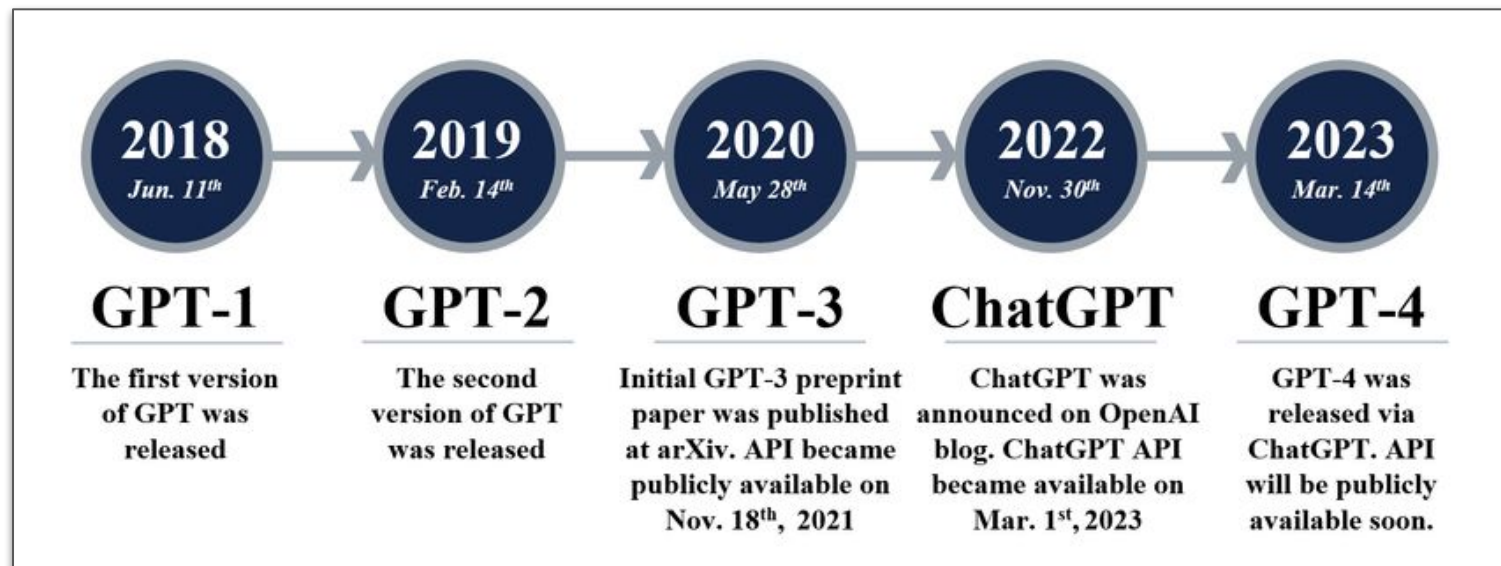 2018
Jun. 11th
2019
Feb. 14th
2020
May 28th
2022
Nov. 30th
2023
Mar. 14th
GPT-1
The first version
of GPT was
released
GPT-2
The second
version of GPT
was released
GPT-3
Initial GPT-3 preprint
paper was published
at arXiv. API became
publicly available on
Nov. 18th, 2021
ChatGPT
ChatGPT was
announced on OpenAI
blog. ChatGPT API
became available on
Mar. 1st, 2023
GPT-4
GPT-4 was
released via
ChatGPT. API
will be publicly
available soon.